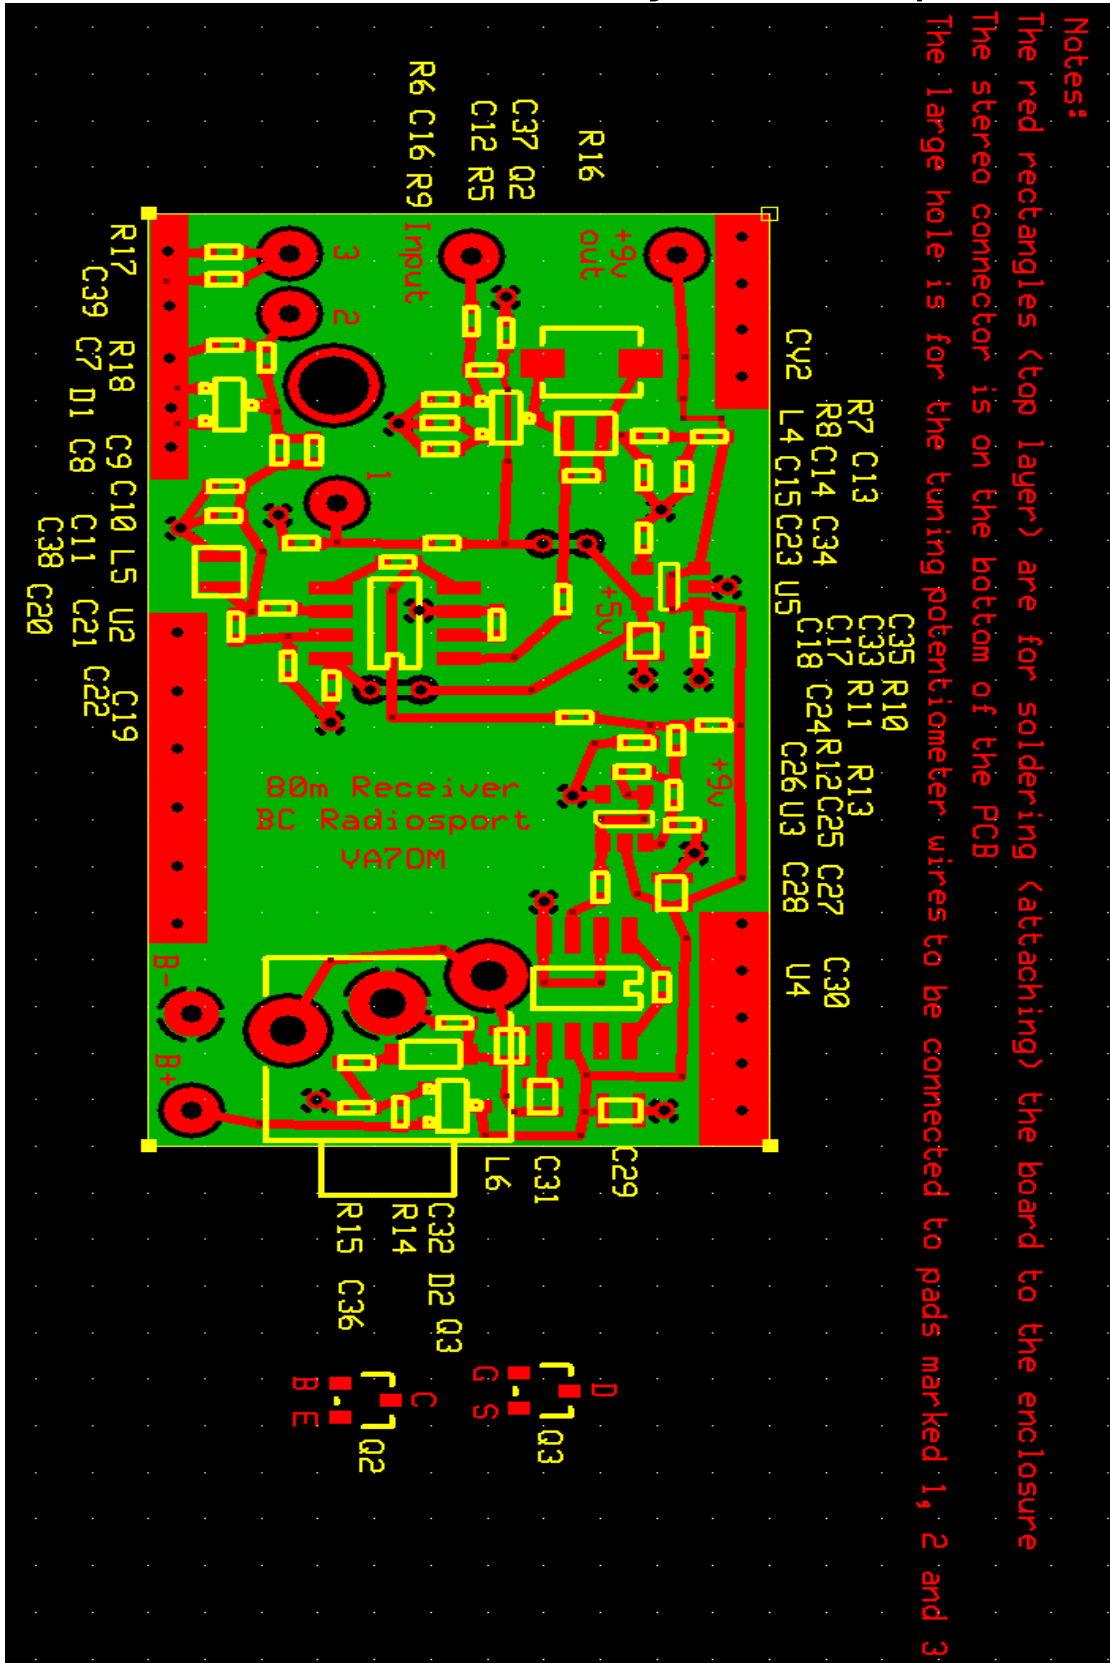 Notes:
The red rectangles (top layer) are for soldering (attaching) the board to the enclosure
The stereo connector is on the bottom of the PCB
The large hole is for the tuning potentiometer wires to be connected to pads marked 1, 2 and 3
C35 R10
R7 C13
C33 R11
R13
R8 C14 C34
C17
R12 C25 C27
C30
CY2
L4 C15 C23 U5
C18 C24
C26 U3
C28
U4
R16
C37 Q2
C12 R5
R6 C16 R9
+9v
out
Input
3
2
1
+5v
+9v
80m Receiver
BC Radiosport
VA7OM
B-
B+
R17
R18
C9 C10 L5 U2
C19
C39
C7 D1 C8
C11
C21
C22
C38 C20
L6
C31
C29
R15
R14
C32 D2 Q3
C36
G
S
D
Q3
B
E
C
Q2